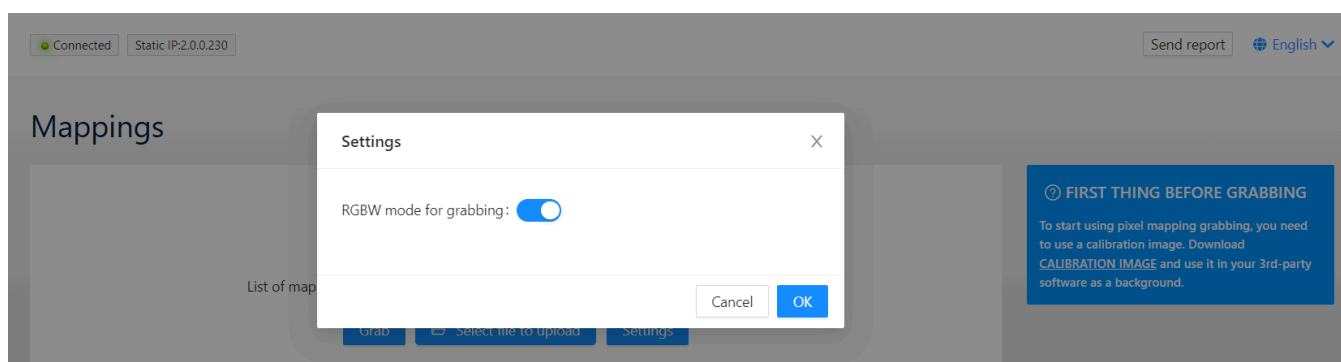 Connected
Static IP:2.0.0.230
Send report
English
Mappings
Settings
RGBW mode for grabbing:
Cancel
OK
List of map
Grab
Select file to upload
Settings
FIRST THING BEFORE GRABBING
To start using pixel mapping grabbing, you need
to use a calibration image. Download
CALIBRATION IMAGE and use it in your 3rd-party
software as a background.